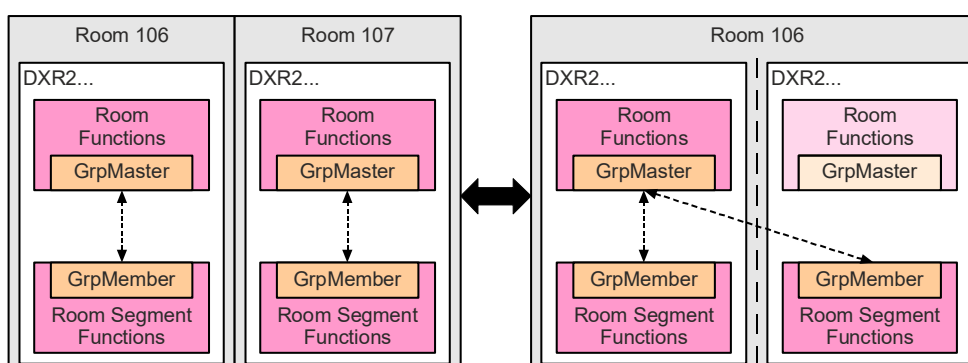 Room 106
Room 107
Room 106
DXR2...
DXR2...
DXR2...
DXR2...
Room
Functions
Room
Functions
Room
Functions
Room
Functions
GrpMaster
GrpMaster
GrpMaster
GrpMaster
GrpMember
GrpMember
GrpMember
GrpMember
Room Segment
Functions
Room Segment
Functions
Room Segment
Functions
Room Segment
Functions